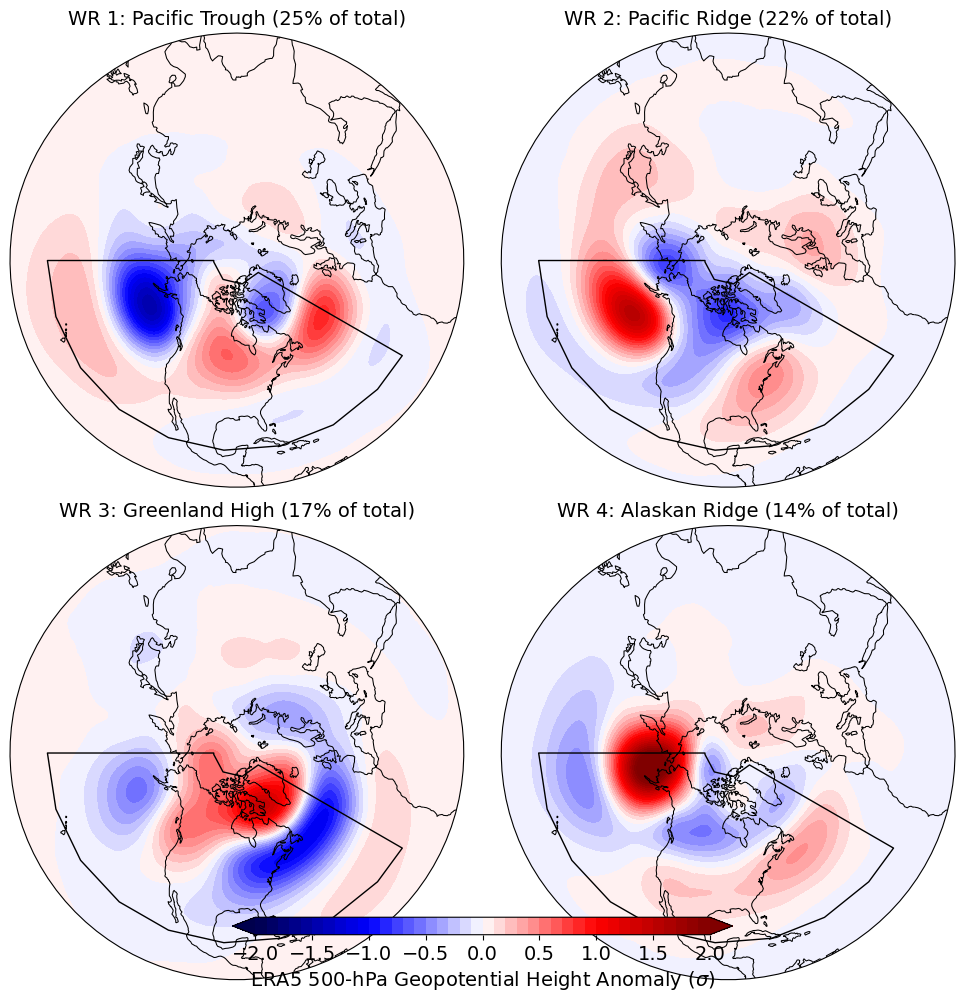 WR 1: Pacific Trough (25% of total)
WR 2: Pacific Ridge (22% of total)
WR 3: Greenland High (17% of total)
WR 4: Alaskan Ridge (14% of total)
−2.0 −1.5 −1.0 −0.5 0.0 0.5 1.0 1.5 2.0
ERA5 500-hPa Geopotential Height Anomaly (σ)